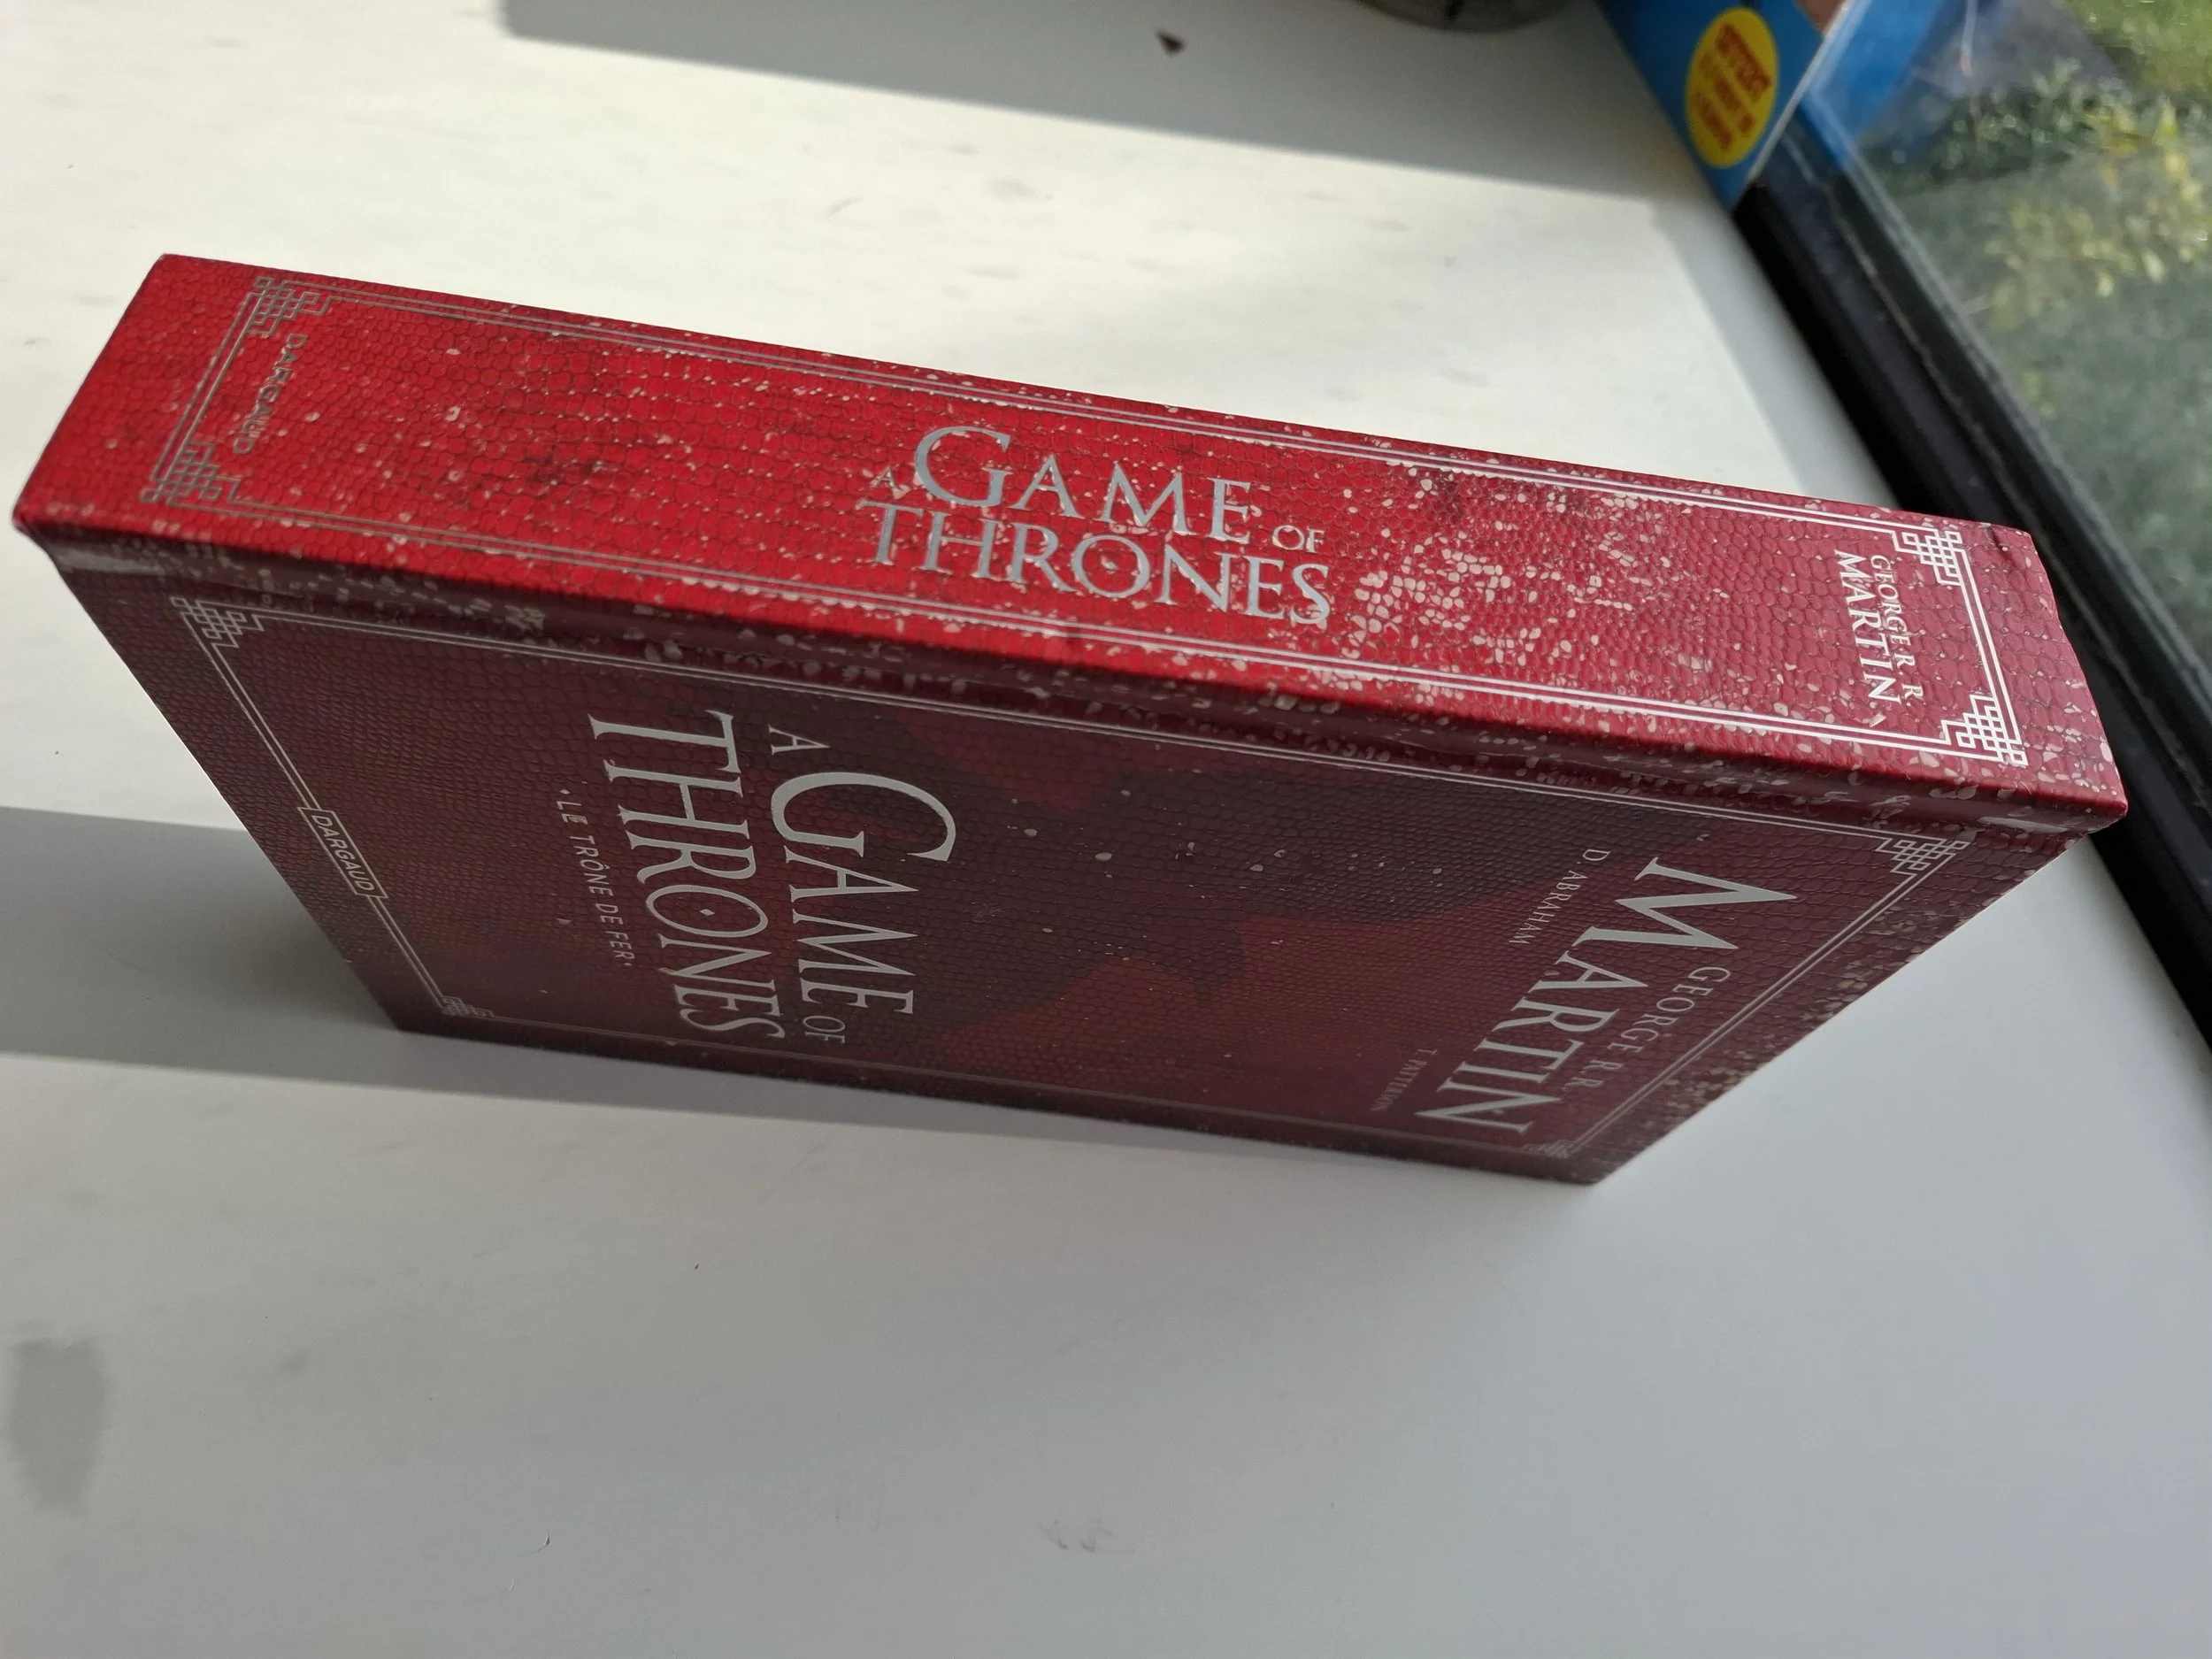 GEORGE R. R.
MARTIN
A GAME OF
THRONES
DARGAUD
GEORGE R. R.
MARTIN
D. ABRAHAM
T. PATTERSON
A GAME OF
THRONES
•LE TRÔNE DE FER•
DARGAUD